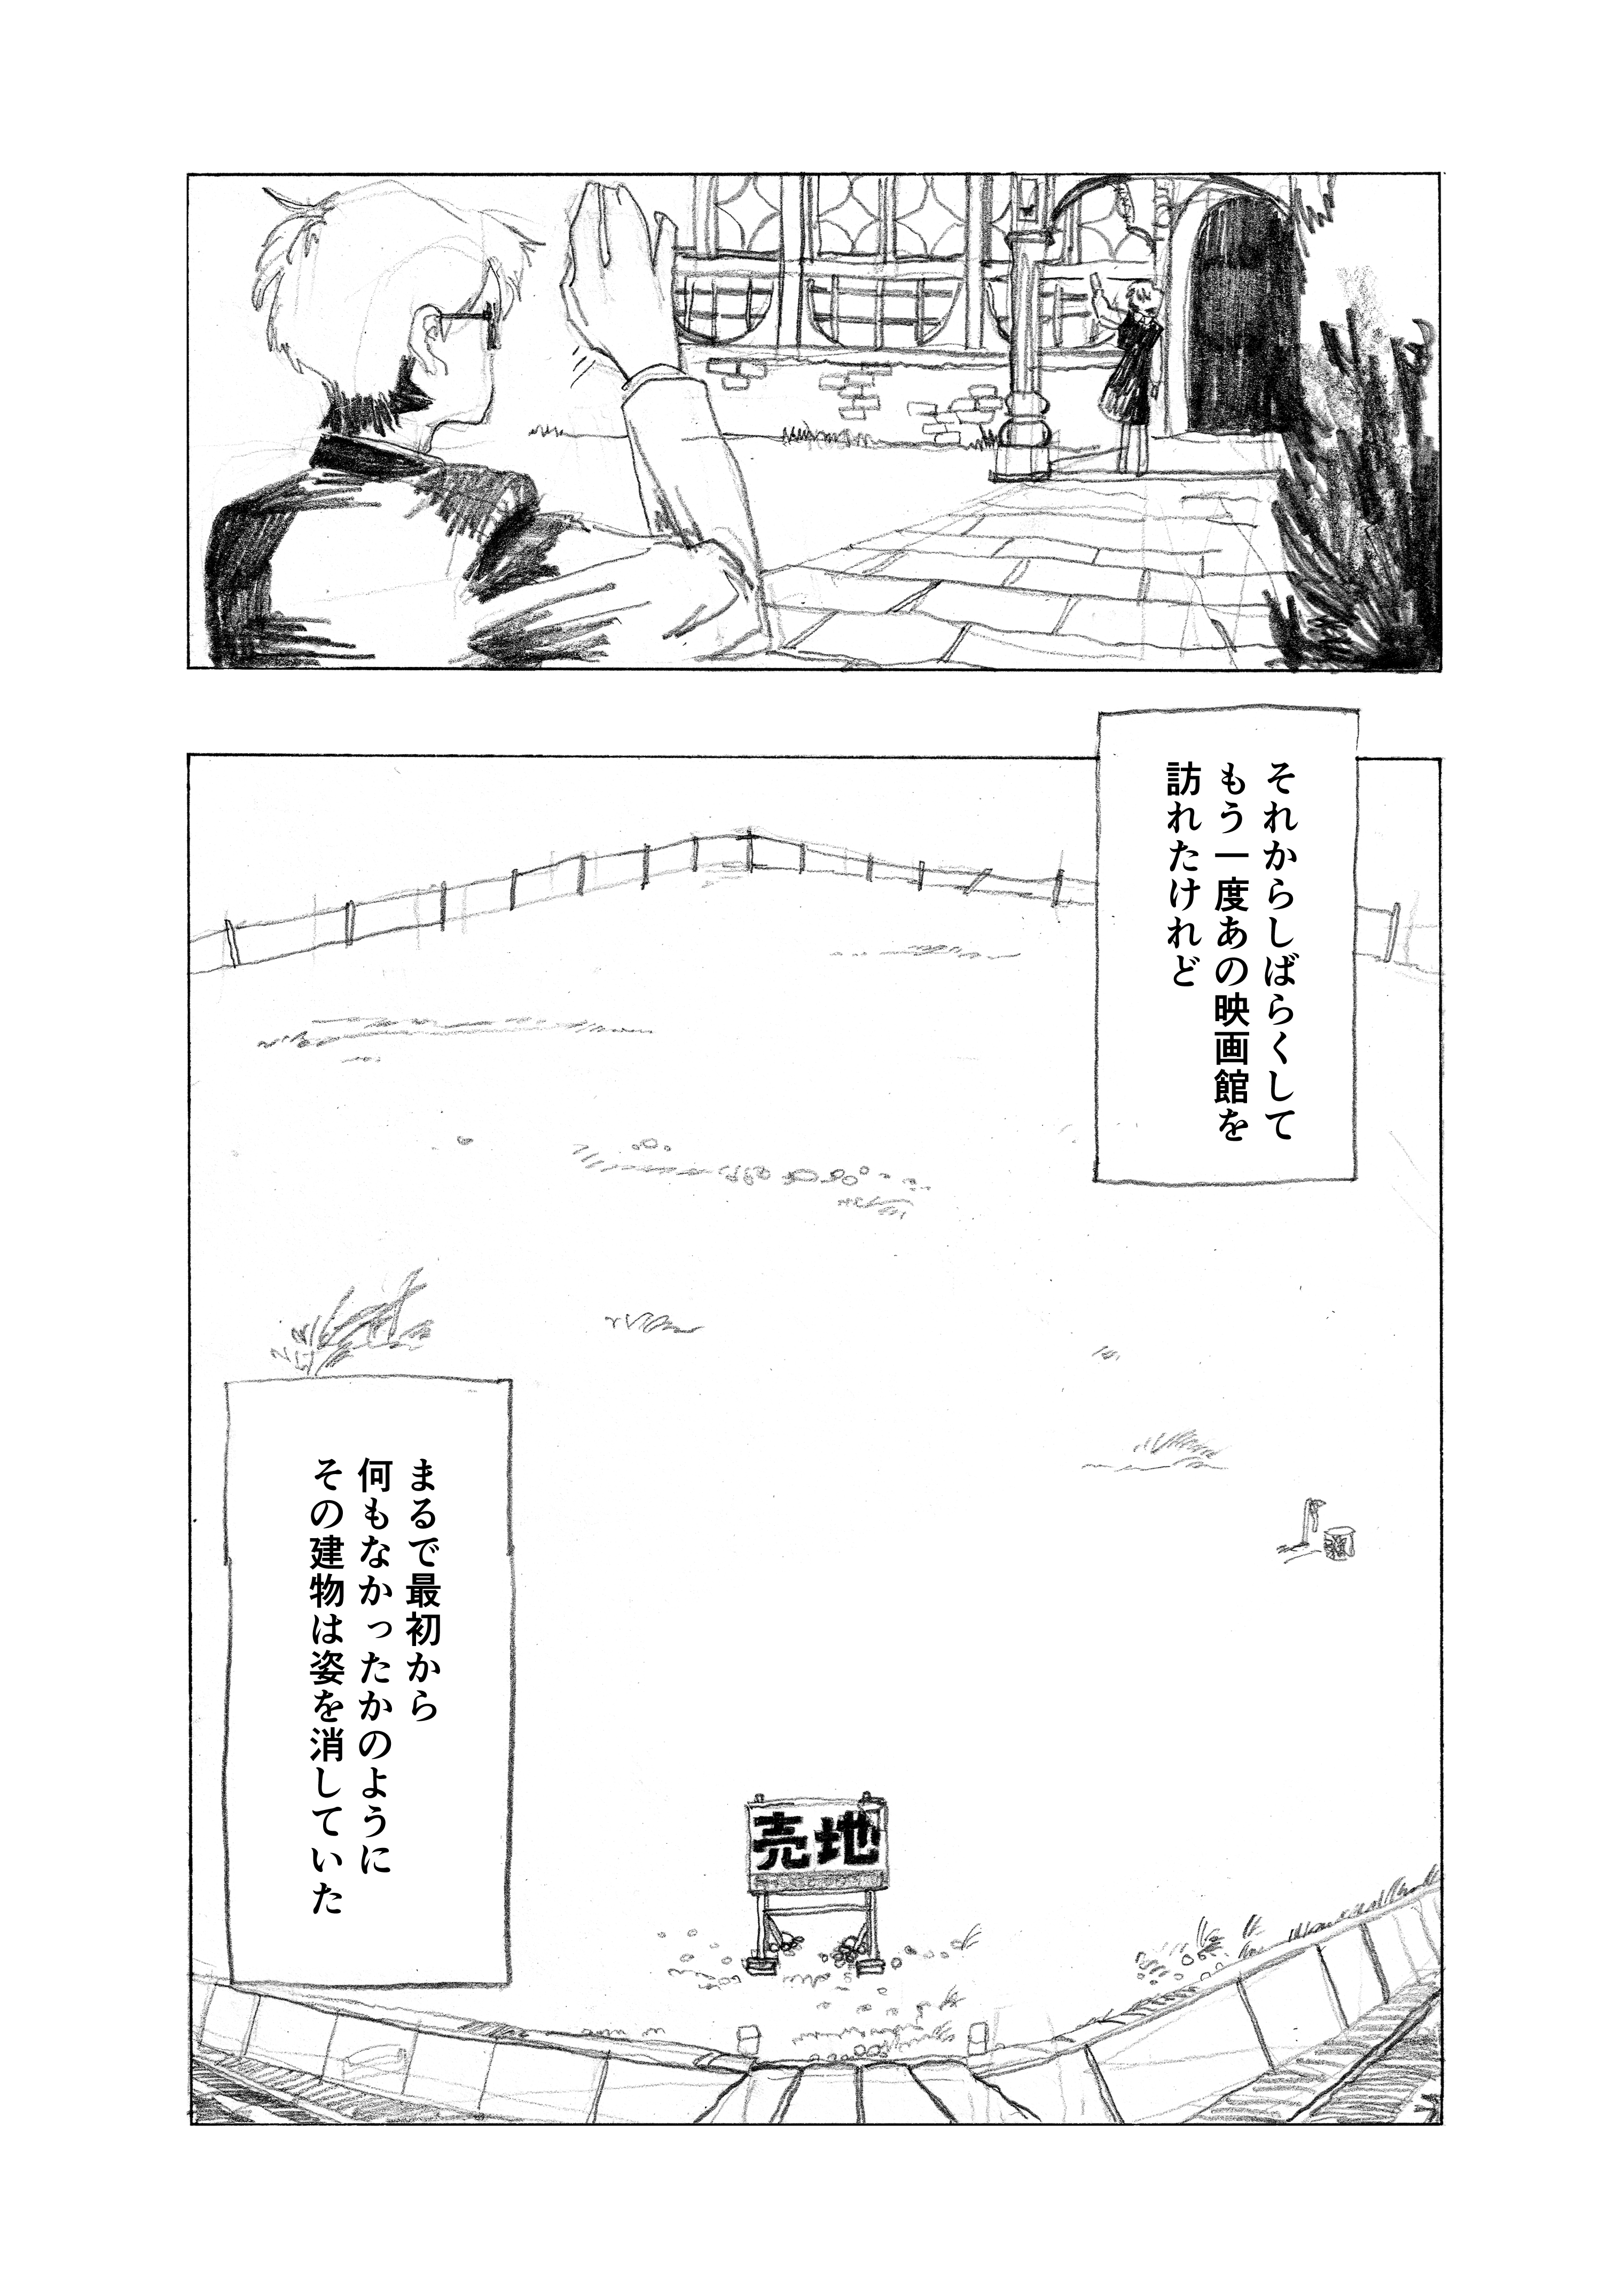 それからしばらくして
もう一度あの映画館を
訪れたけれど
まるで最初から
何もなかったかのように
その建物は姿を消していた
売地